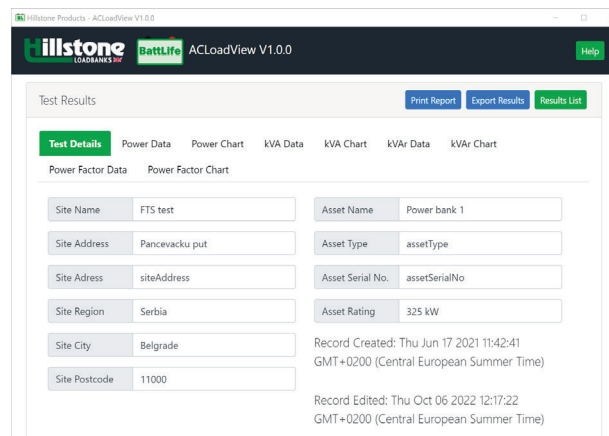 Hillstone Products - ACLoadView V1.0.0
Hillstone
LOADBANKS
BattLife
ACLoadView V1.0.0
Help
Test Results
Print Report
Export Results
Results List
Test Details Power Data Power Chart kVA Data kVA Chart kVAr Data kVAr Chart
Power Factor Data Power Factor Chart
Site Name FTS test
Asset Name Power bank 1
Site Address Pancevacku put
Asset Type assetType
Site Adress siteAddress
Asset Serial No. assetSerialNo
Site Region Serbia
Asset Rating 325 kW
Site City Belgrade
Site Postcode 11000
Record Created: Thu Jun 17 2021 11:42:41
GMT+0200 (Central European Summer Time)
Record Edited: Thu Oct 06 2022 12:17:22
GMT+0200 (Central European Summer Time)